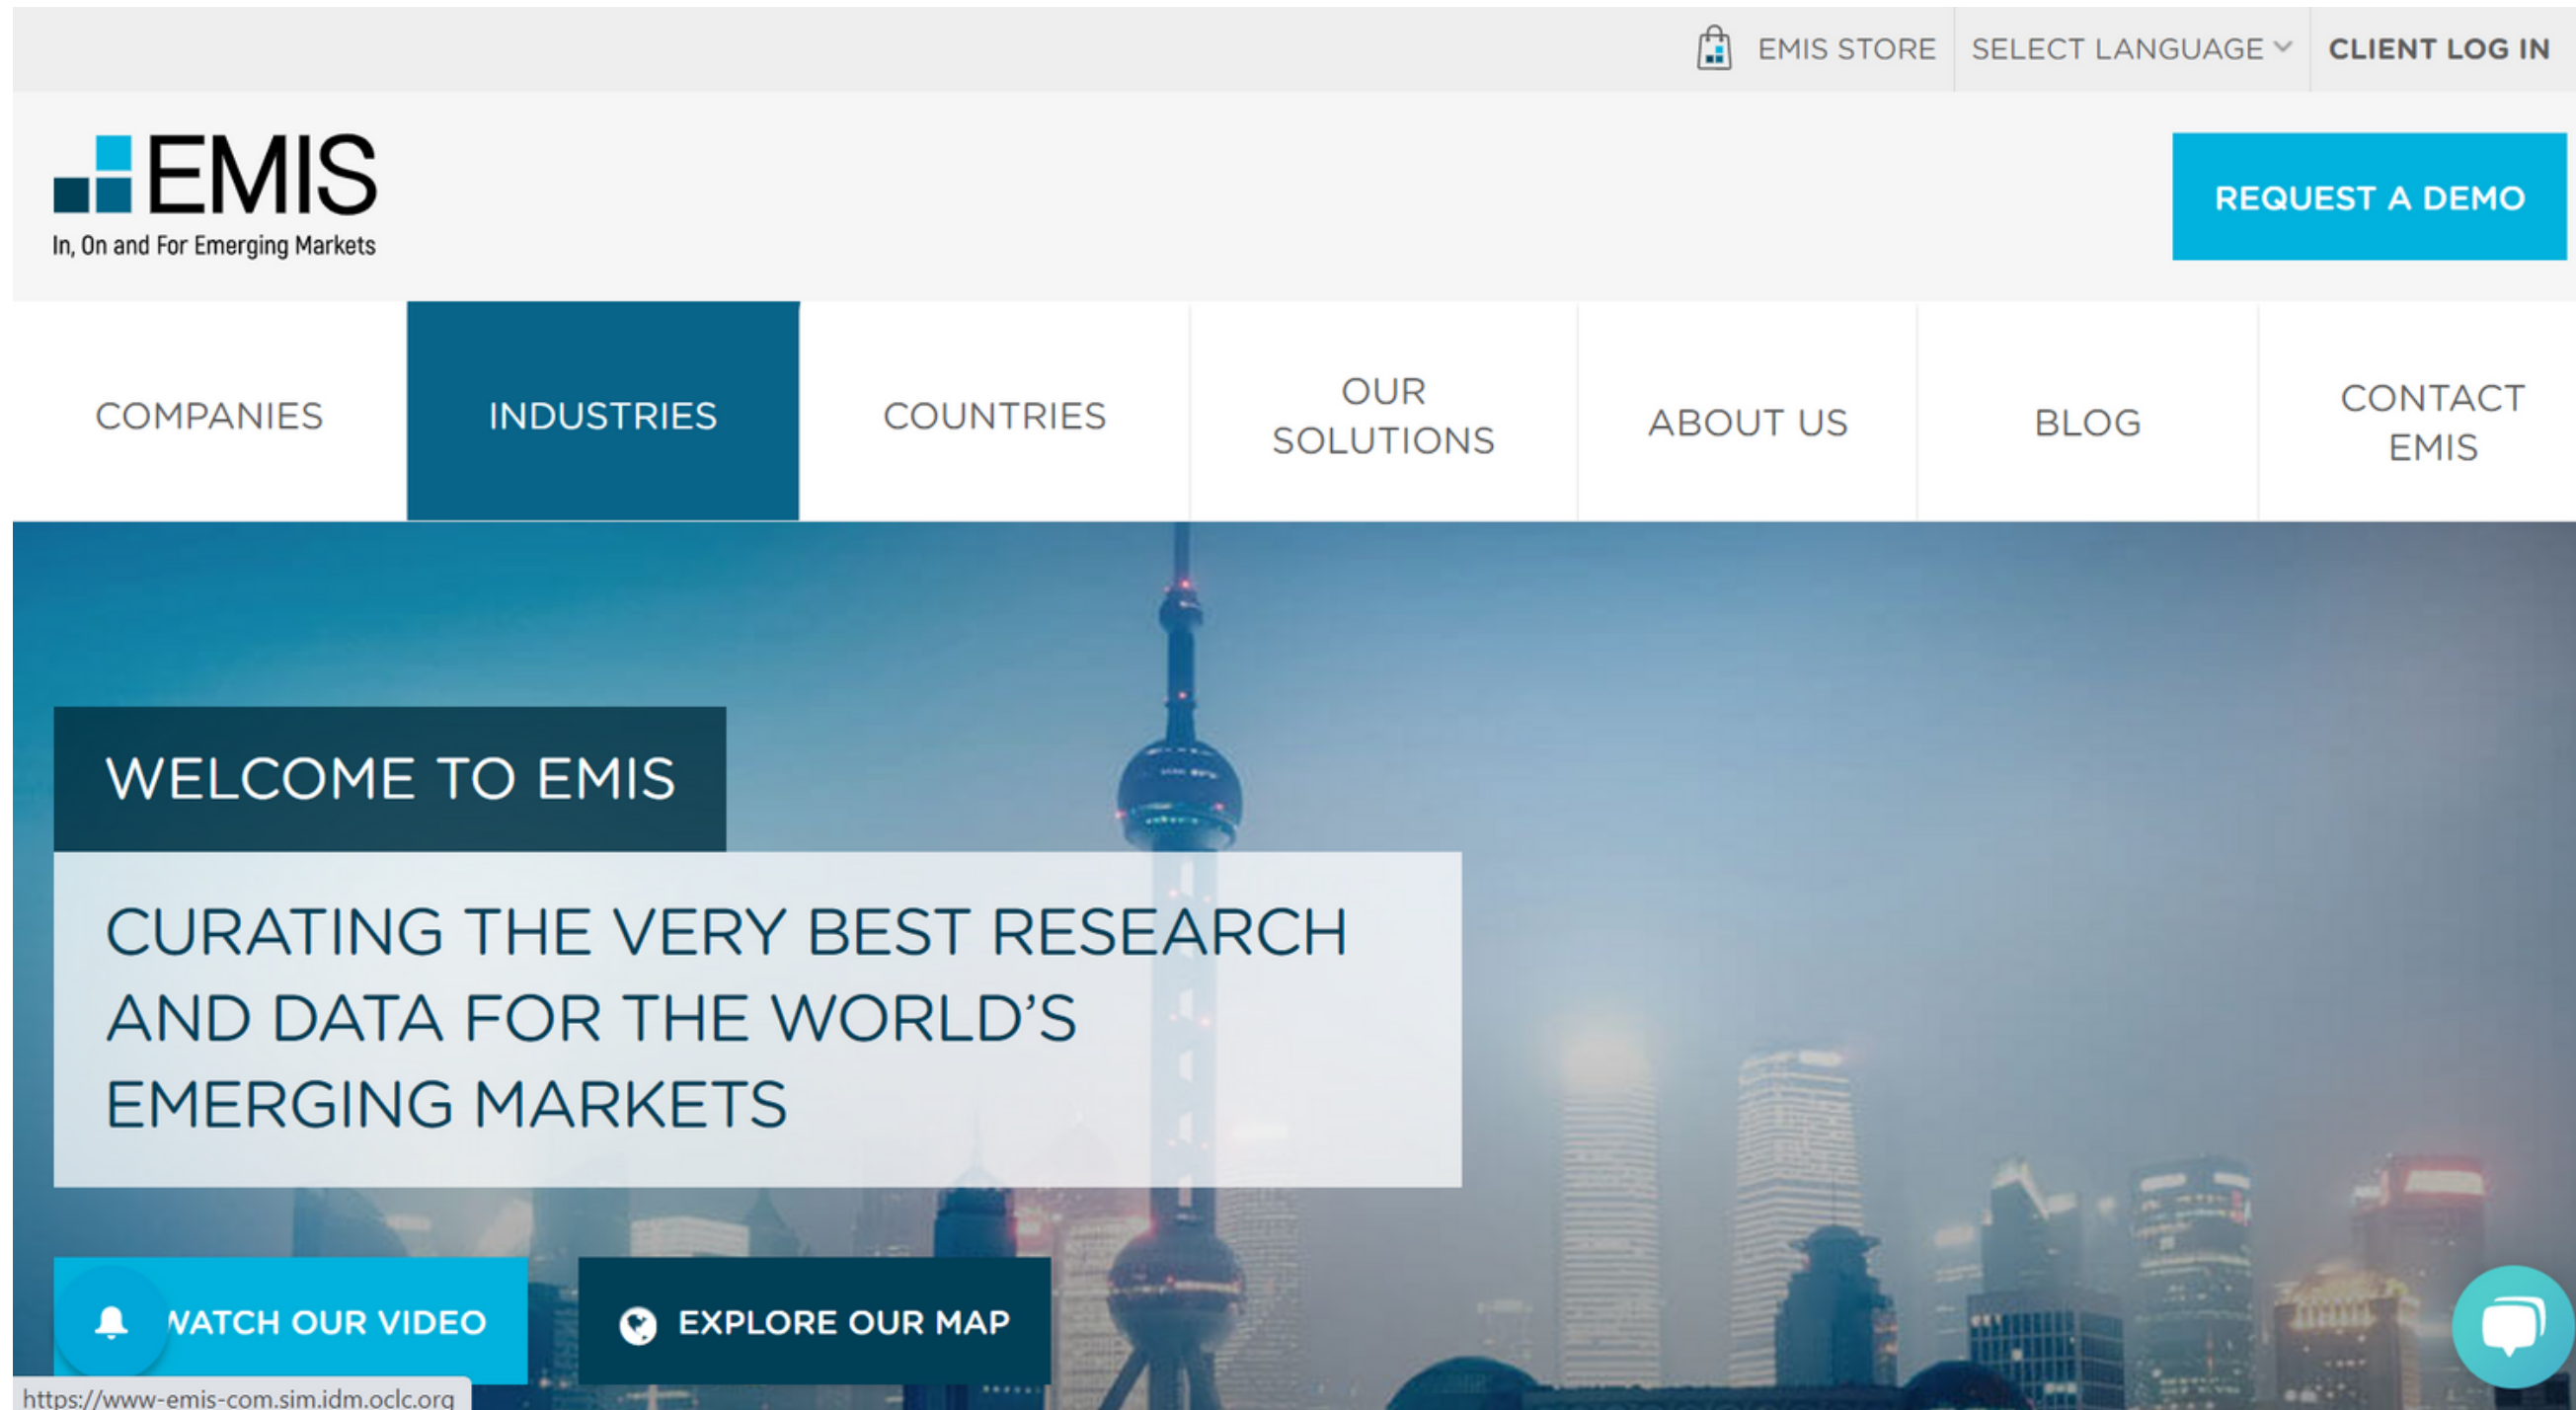 EMIS STORE
SELECT LANGUAGE
CLIENT LOG IN
EMIS
In, On and For Emerging Markets
REQUEST A DEMO
COMPANIES
INDUSTRIES
COUNTRIES
OUR
SOLUTIONS
ABOUT US
BLOG
CONTACT
EMIS
WELCOME TO EMIS
CURATING THE VERY BEST RESEARCH
AND DATA FOR THE WORLD'S
EMERGING MARKETS
WATCH OUR VIDEO
EXPLORE OUR MAP
https://www-emis-com.sim.idm.oclc.org